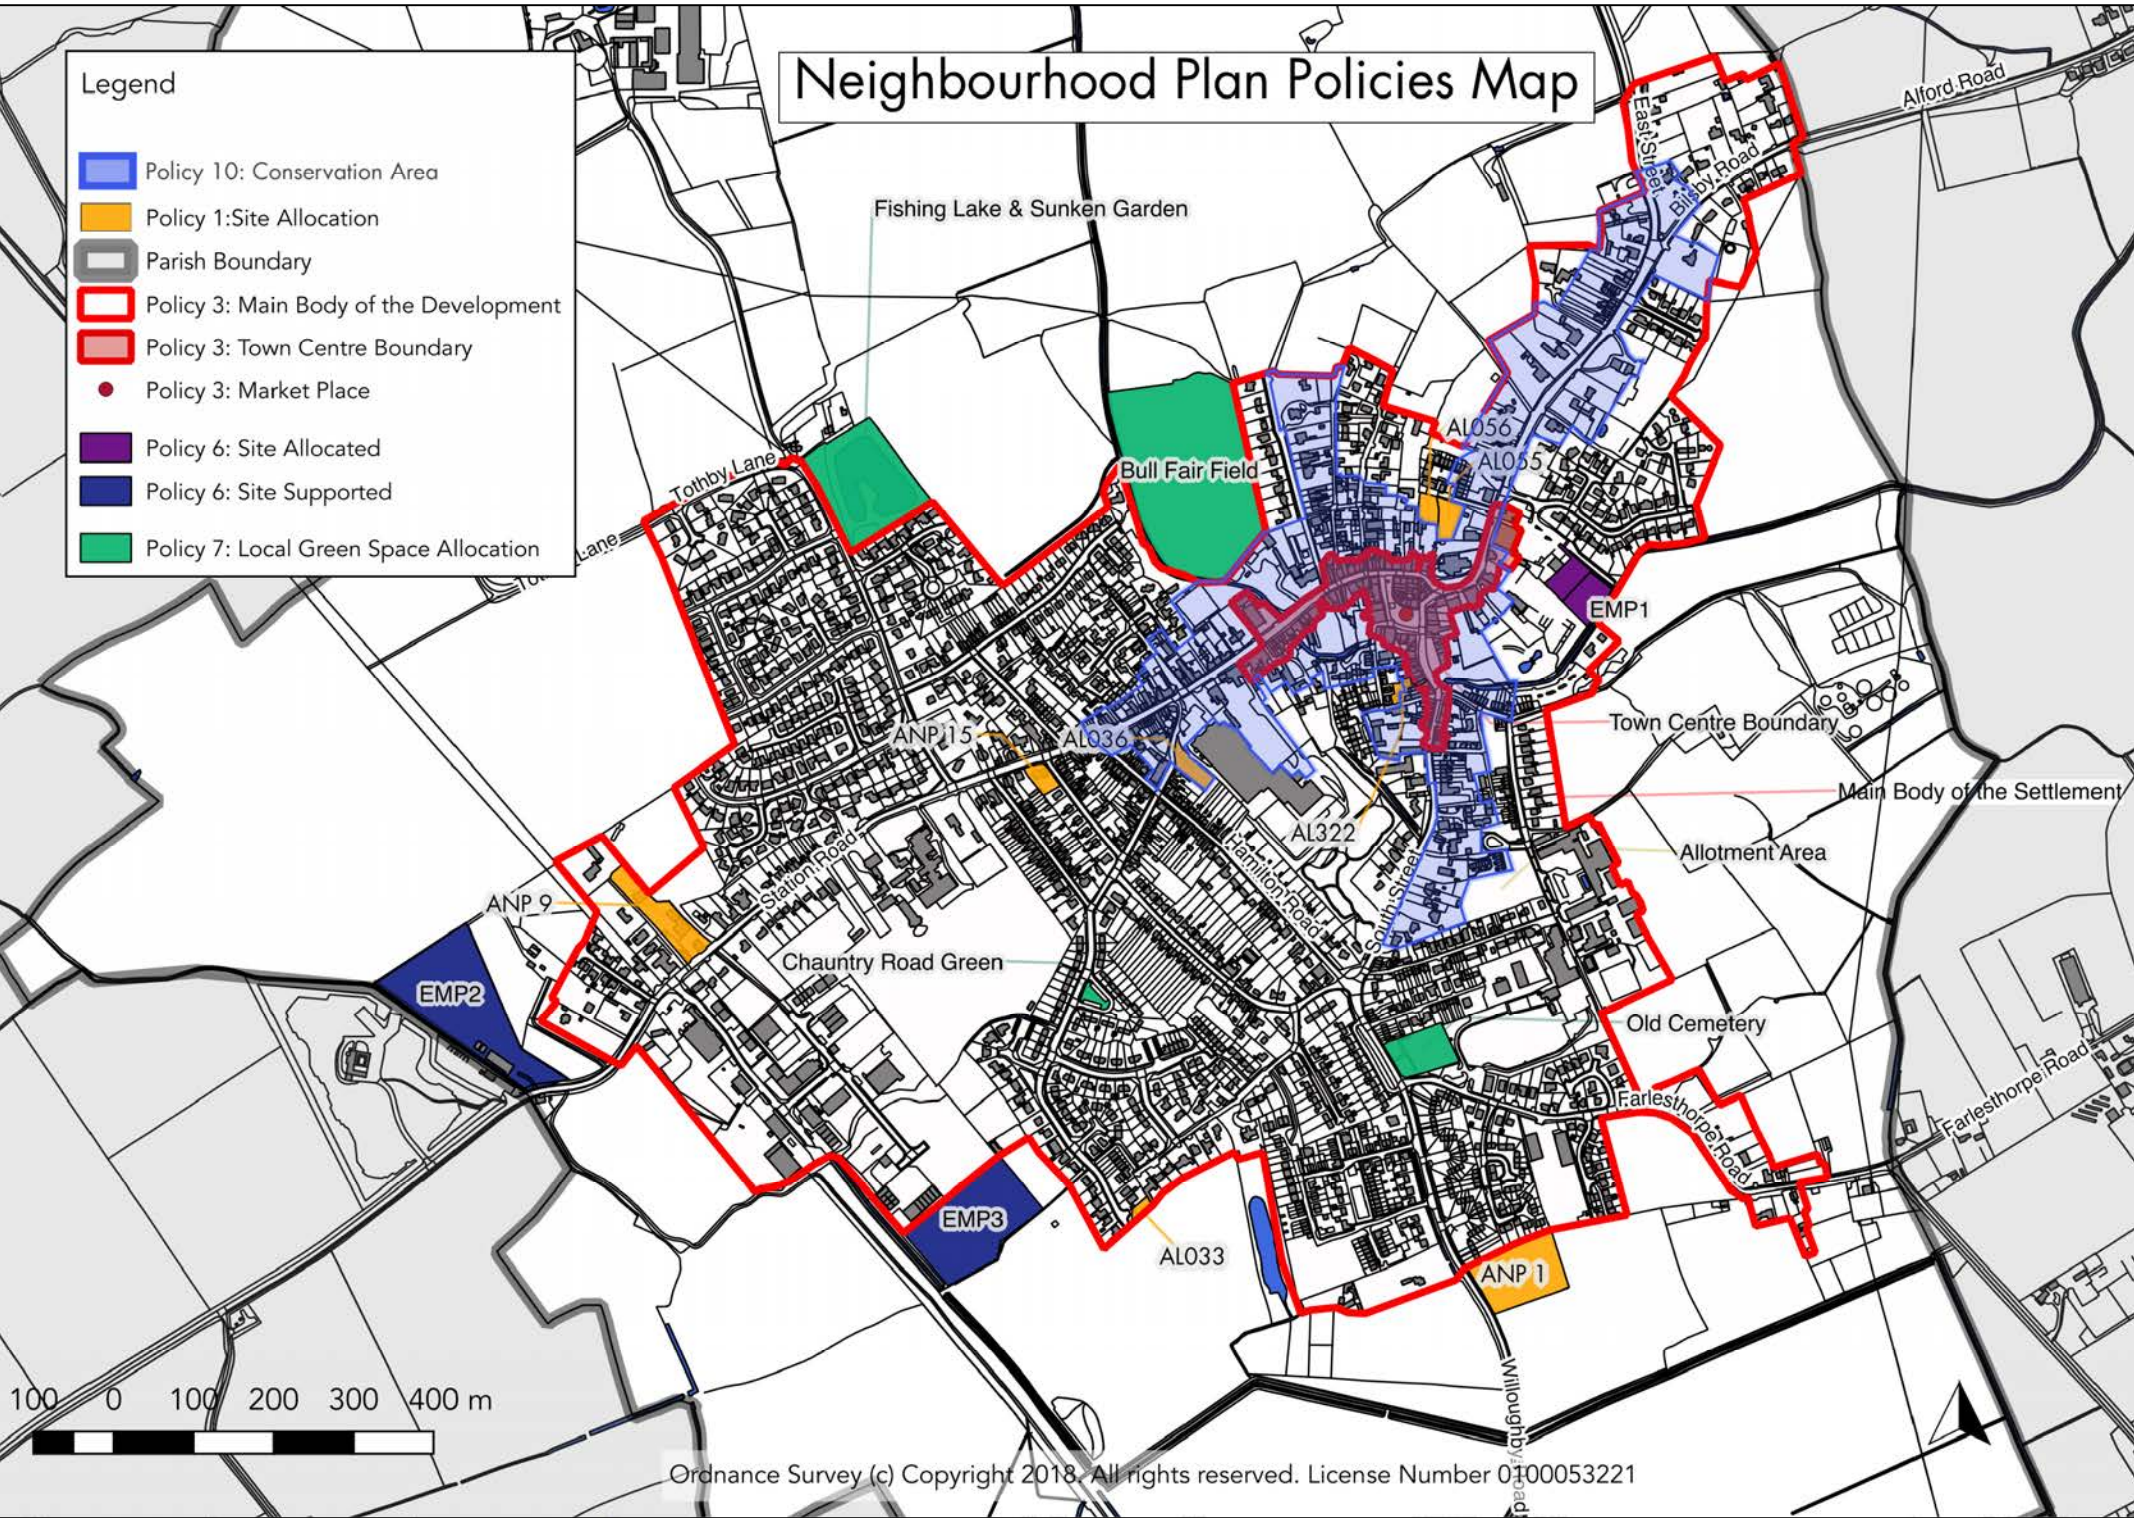 Neighbourhood Plan Policies Map
Legend
Policy 10: Conservation Area
Policy 1:Site Allocation
Parish Boundary
Policy 3: Main Body of the Development
Policy 3: Town Centre Boundary
Policy 3: Market Place
Policy 6: Site Allocated
Policy 6: Site Supported
Policy 7: Local Green Space Allocation
Alford Road
East Street
Bilsby Road
Fishing Lake & Sunken Garden
AL056
AL055
Tothby Lane
Bull Fair Field
Lane
EMP1
Town Centre Boundary
ANP 15
AL036
Main Body of the Settlement
AL322
Hamilton Road
Allotment Area
Station Road
South Street
ANP 9
Chauntry Road Green
EMP2
Old Cemetery
Farlesthorpe Road
Farlesthorpe Road
EMP3
AL033
ANP 1
Willoughby Road
100 0 100 200 300 400 m
Ordnance Survey (c) Copyright 2018. All rights reserved. License Number 0100053221